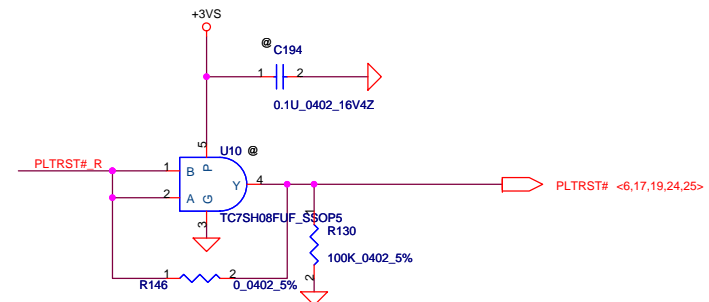 +3VS
@
C194
1 2
0.1U_0402_16V4Z
5
U10 @
PLTRST#_R 1 B P
Y 4
PLTRST# <6,17,19,24,25>
2 A G
3
TC7SH08FUF_SSOP5
1
R130
100K_0402_5%
2
1 2
R146 0_0402_5%